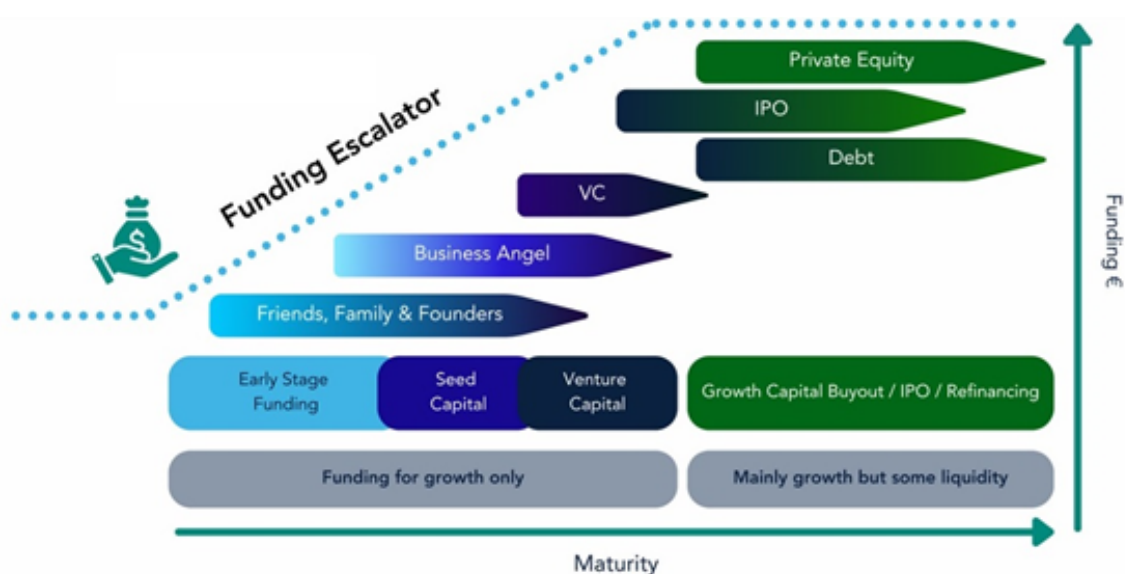 Funding Escalator
$
Private Equity
IPO
Debt
VC
Business Angel
Friends, Family & Founders
Early Stage
Funding
Seed
Capital
Venture
Capital
Growth Capital Buyout / IPO / Refinancing
Funding for growth only
Mainly growth but some liquidity
Maturity
Funding €